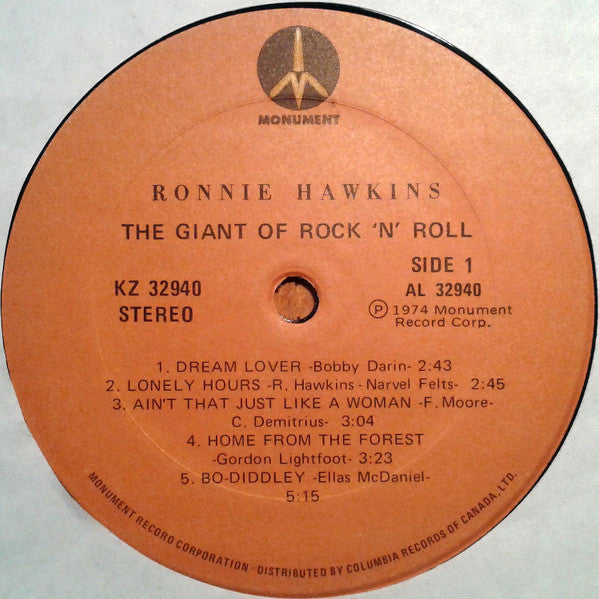 MONUMENT
RONNIE HAWKINS
THE GIANT OF ROCK 'N' ROLL
SIDE 1
KZ 32940
AL 32940
STEREO
Ⓟ 1974 Monument
Record Corp.
1. DREAM LOVER -Bobby Darin- 2:43
2. LONELY HOURS -R. Hawkins - Narvel Felts- 2:45
3. AIN'T THAT JUST LIKE A WOMAN -F. Moore-
C. Demitrius- 3:04
4. HOME FROM THE FOREST
-Gordon Lightfoot- 3:23
5. BO-DIDDLEY -Ellas McDaniel-
5:15
MONUMENT RECORD CORPORATION · DISTRIBUTED BY COLUMBIA RECORDS OF CANADA, LTD.